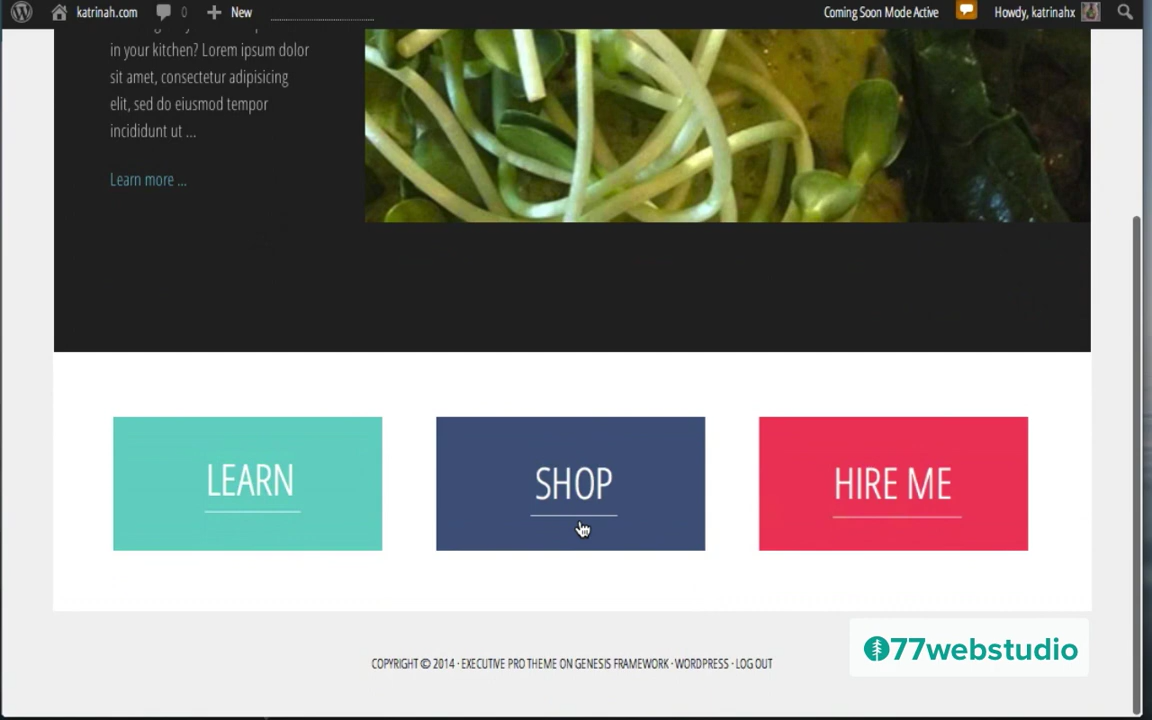 katrinah.com 0 New Coming Soon Mode Active Howdy, katrinahx
in your kitchen? Lorem ipsum dolor
sit amet, consectetur adipisicing
elit, sed do eiusmod tempor
incididunt ut ...
Learn more ...
LEARN SHOP HIRE ME
77webstudio
COPYRIGHT © 2014 · EXECUTIVE PRO THEME ON GENESIS FRAMEWORK · WORDPRESS · LOG OUT